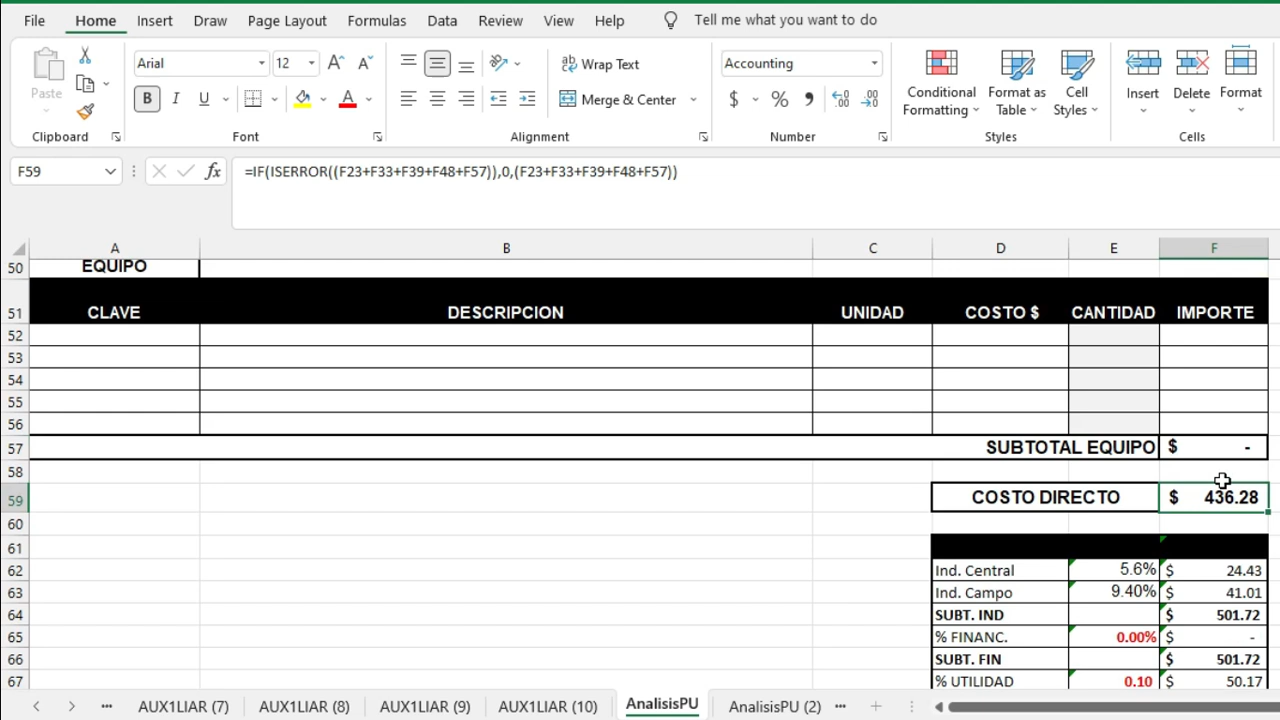 File Home Insert Draw Page Layout Formulas Data Review View Help Tell me what you want to do
Paste
Clipboard
Arial 12 A A
B I U A
Font
Wrap Text
Merge & Center
Alignment
Accounting
$ % 9
Number
Conditional Formatting
Format as Table
Cell Styles
Styles
Insert Delete Format
Cells
F59 fx =IF(ISERROR((F23+F33+F39+F48+F57)),0,(F23+F33+F39+F48+F57))
A B C D E F
50 EQUIPO
51 CLAVE DESCRIPCION UNIDAD COSTO $ CANTIDAD IMPORTE
52
53
54
55
56
57 SUBTOTAL EQUIPO $ -
58
59 COSTO DIRECTO $ 436.28
60
61
62 Ind. Central 5.6% $ 24.43
63 Ind. Campo 9.40% $ 41.01
64 SUBT. IND $ 501.72
65 % FINANC. 0.00% $ -
66 SUBT. FIN $ 501.72
67 % UTILIDAD 0.10 $ 50.17
... AUX1LIAR (7) AUX1LIAR (8) AUX1LIAR (9) AUX1LIAR (10) AnalisisPU AnalisisPU (2) ...